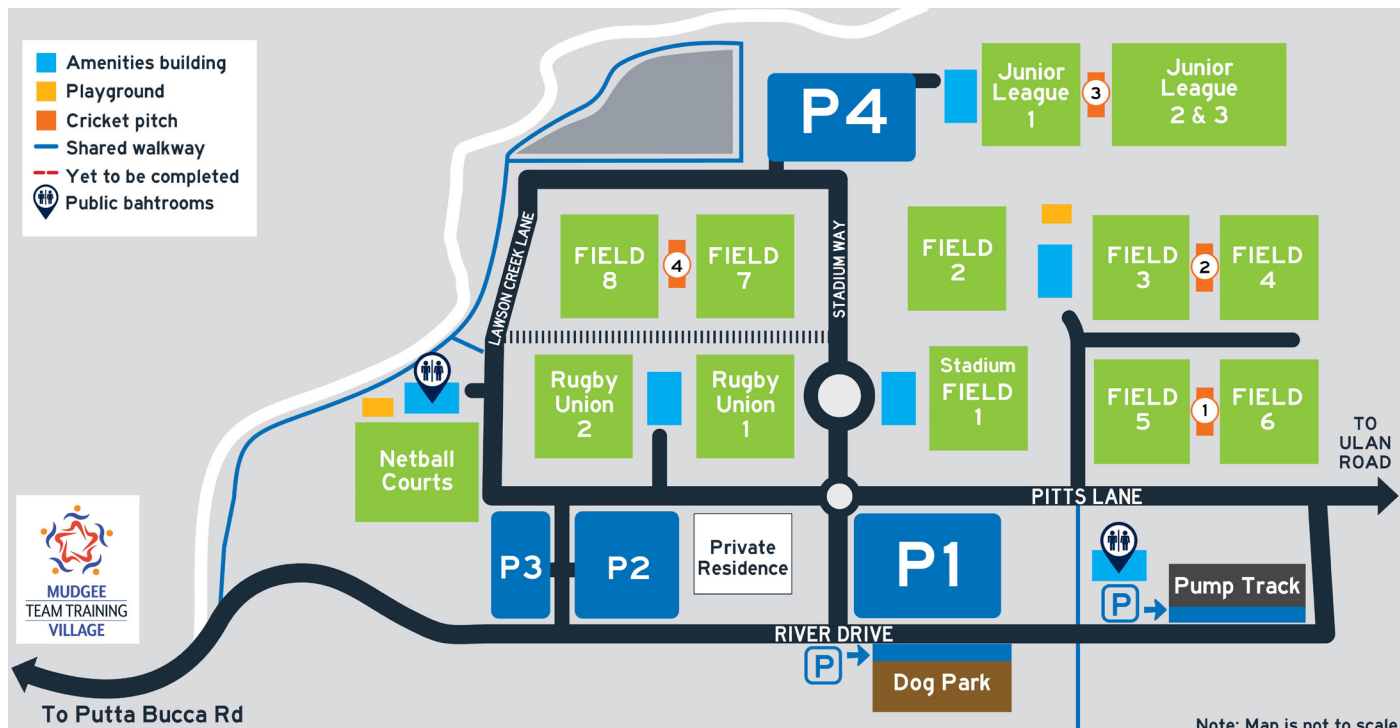 Amenities building
Playground
Cricket pitch
Shared walkway
Yet to be completed
Public bahtrooms
P4
Junior
League
1
3
Junior
League
2 & 3
LAWSON CREEK LANE
FIELD
8
4
FIELD
7
STADIUM WAY
FIELD
2
FIELD
3
2
FIELD
4
Rugby
Union
2
Rugby
Union
1
Stadium
FIELD
1
FIELD
5
1
FIELD
6
TO
ULAN
ROAD
Netball
Courts
PITTS LANE
MUDGEE
TEAM TRAINING
VILLAGE
P3
P2
Private
Residence
P1
Pump Track
P
RIVER DRIVE
P
Dog Park
To Putta Bucca Rd
Note: Map is not to scale